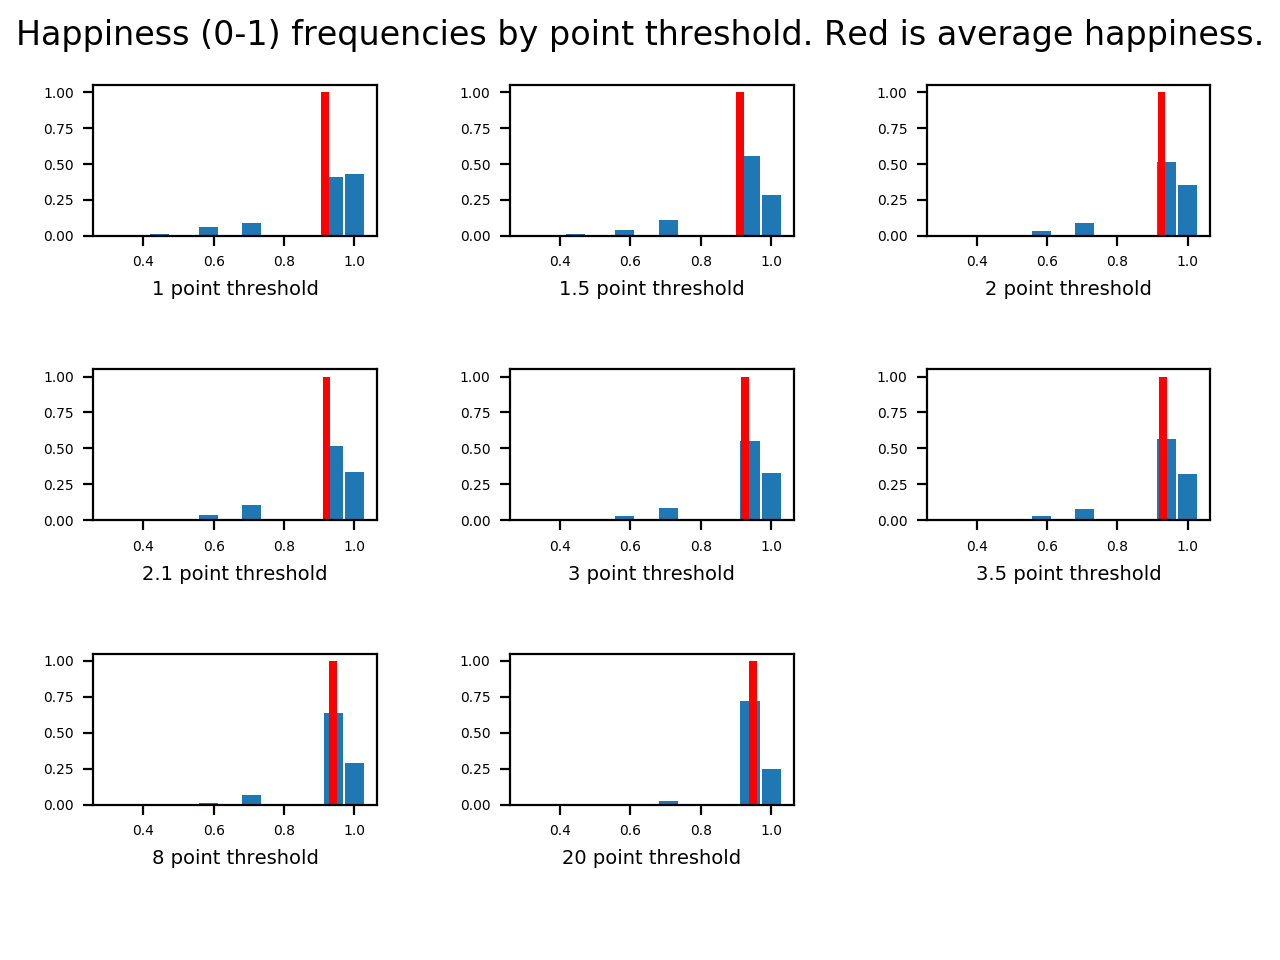 Happiness (0-1) frequencies by point threshold. Red is average happiness.
1.00 1.00 1.00
0.75 0.75 0.75
0.50 0.50 0.50
0.25 0.25 0.25
0.00 0.00 0.00
0.4 0.6 0.8 1.0 0.4 0.6 0.8 1.0 0.4 0.6 0.8 1.0
1 point threshold 1.5 point threshold 2 point threshold
1.00 1.00 1.00
0.75 0.75 0.75
0.50 0.50 0.50
0.25 0.25 0.25
0.00 0.00 0.00
0.4 0.6 0.8 1.0 0.4 0.6 0.8 1.0 0.4 0.6 0.8 1.0
2.1 point threshold 3 point threshold 3.5 point threshold
1.00 1.00
0.75 0.75
0.50 0.50
0.25 0.25
0.00 0.00
0.4 0.6 0.8 1.0 0.4 0.6 0.8 1.0
8 point threshold 20 point threshold